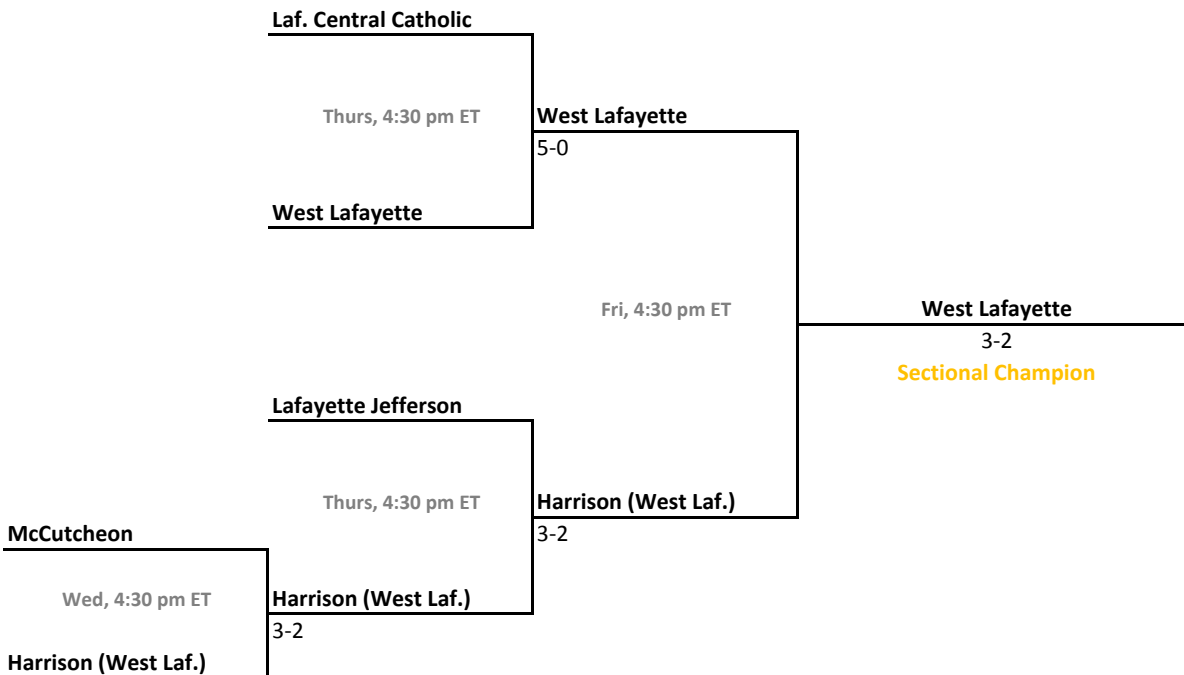 Laf. Central Catholic
Thurs, 4:30 pm ET
West Lafayette
5-0
West Lafayette
Fri, 4:30 pm ET
West Lafayette
3-2
Sectional Champion
Lafayette Jefferson
Thurs, 4:30 pm ET
Harrison (West Laf.)
3-2
McCutcheon
Wed, 4:30 pm ET
Harrison (West Laf.)
3-2
Harrison (West Laf.)